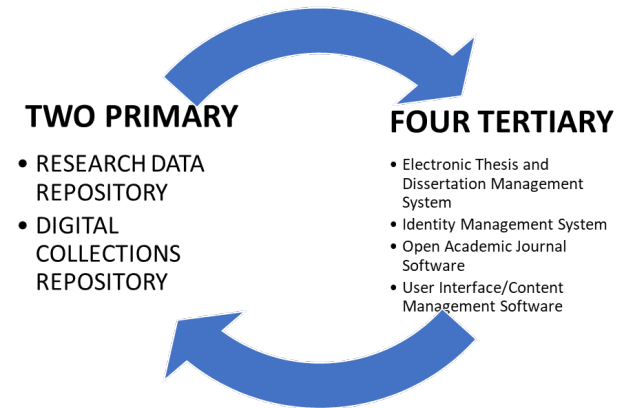 TWO PRIMARY
• RESEARCH DATA
REPOSITORY
• DIGITAL
COLLECTIONS
REPOSITORY
FOUR TERTIARY
• Electronic Thesis and
Dissertation Management
System
• Identity Management System
• Open Academic Journal
Software
• User Interface/Content
Management Software